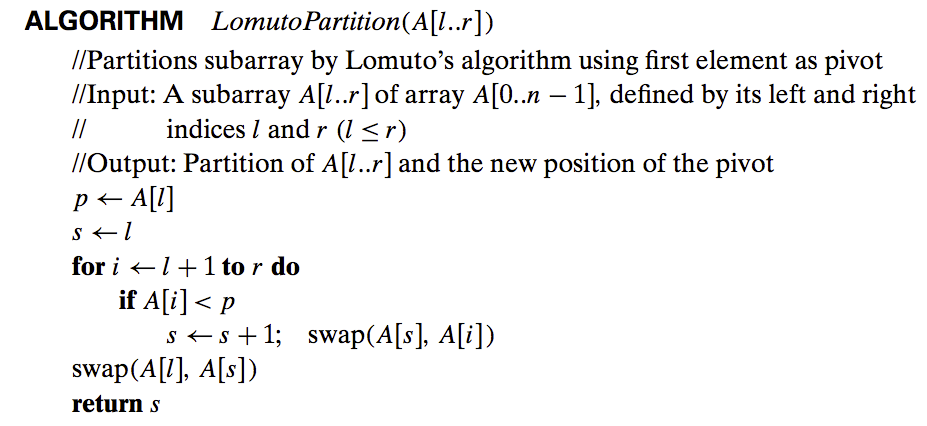 ALGORITHM LomutoPartition(A[l..r])
//Partitions subarray by Lomuto’s algorithm using first element as pivot
//Input: A subarray A[l..r] of array A[0..n − 1], defined by its left and right
// indices l and r (l ≤ r)
//Output: Partition of A[l..r] and the new position of the pivot
p ← A[l]
s ← l
for i ← l + 1 to r do
if A[i] < p
s ← s + 1; swap(A[s], A[i])
swap(A[l], A[s])
return s